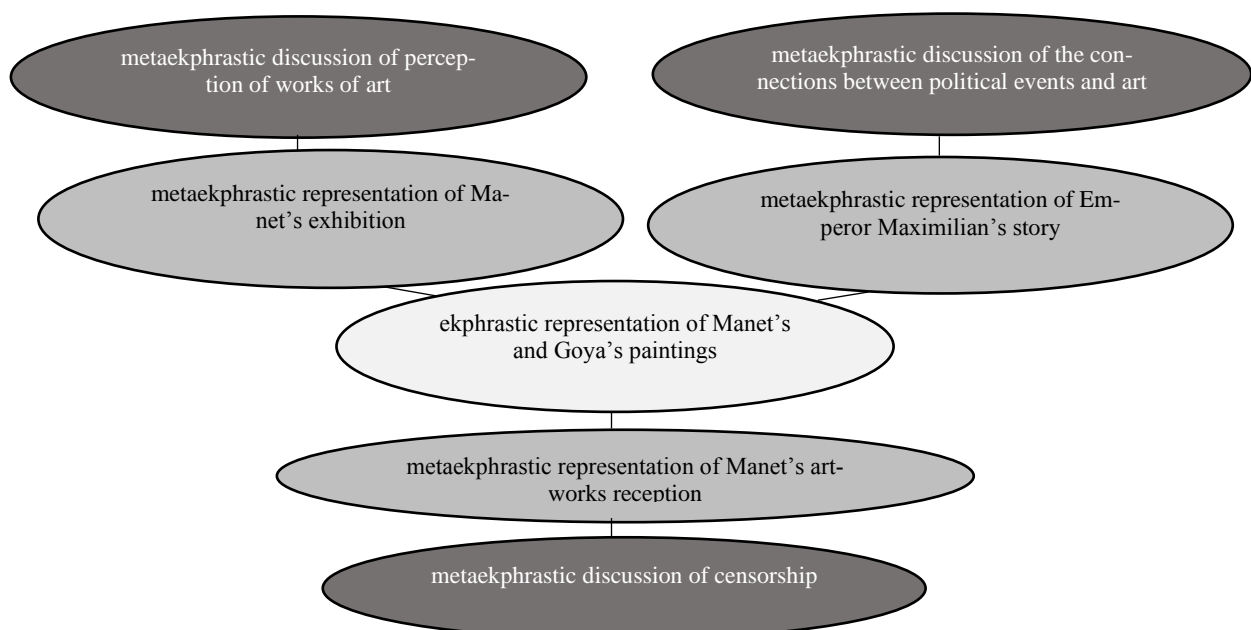 metaekphrastic discussion of percep-
tion of works of art
metaekphrastic discussion of the con-
nections between political events and art
metaekphrastic representation of Ma-
net’s exhibition
metaekphrastic representation of Em-
peror Maximilian’s story
ekphrastic representation of Manet’s
and Goya’s paintings
metaekphrastic representation of Manet’s art-
works reception
metaekphrastic discussion of censorship